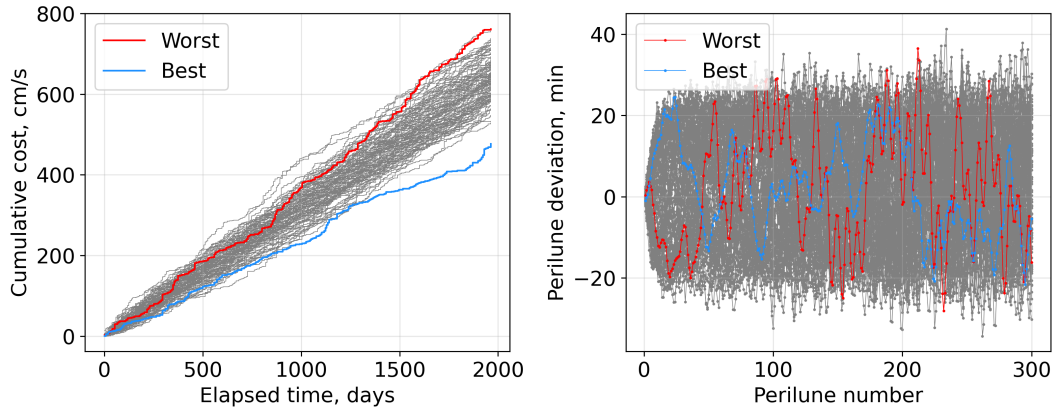 800
600
400
200
0
Cumulative cost, cm/s
Worst
Best
0 500 1000 1500 2000
Elapsed time, days
40
20
0
−20
Perilune deviation, min
Worst
Best
0 100 200 300
Perilune number